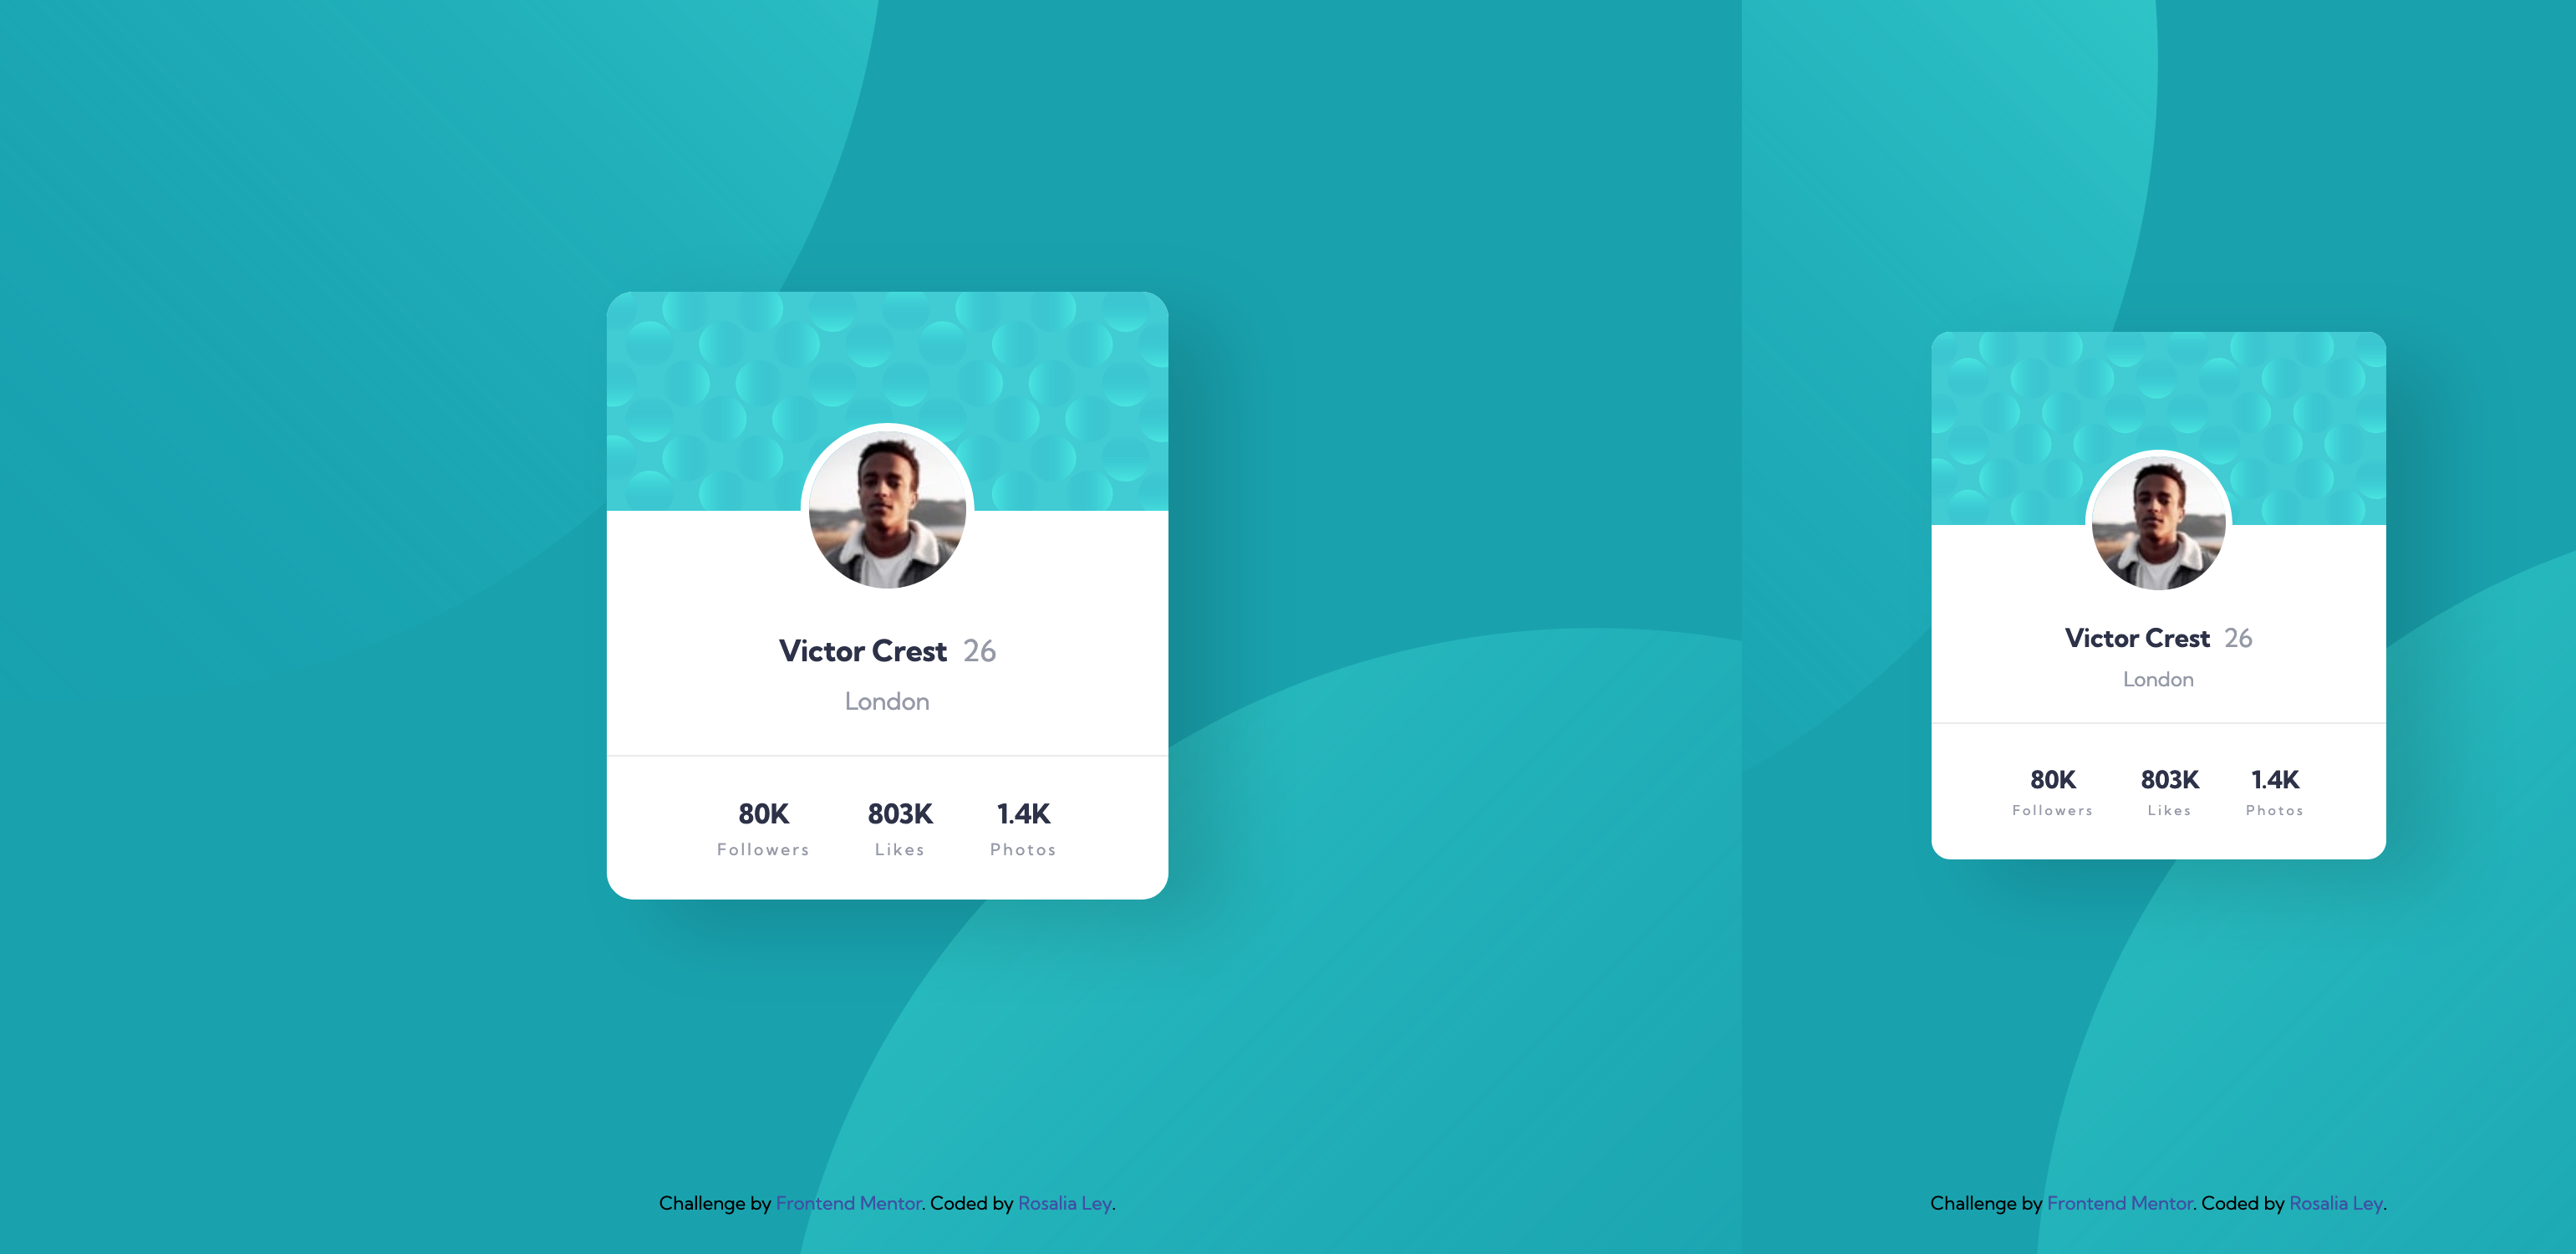 Victor Crest 26
London
80K 803K 1.4K
Followers Likes Photos
Challenge by Frontend Mentor. Coded by Rosalia Ley.
Victor Crest 26
London
80K 803K 1.4K
Followers Likes Photos
Challenge by Frontend Mentor. Coded by Rosalia Ley.